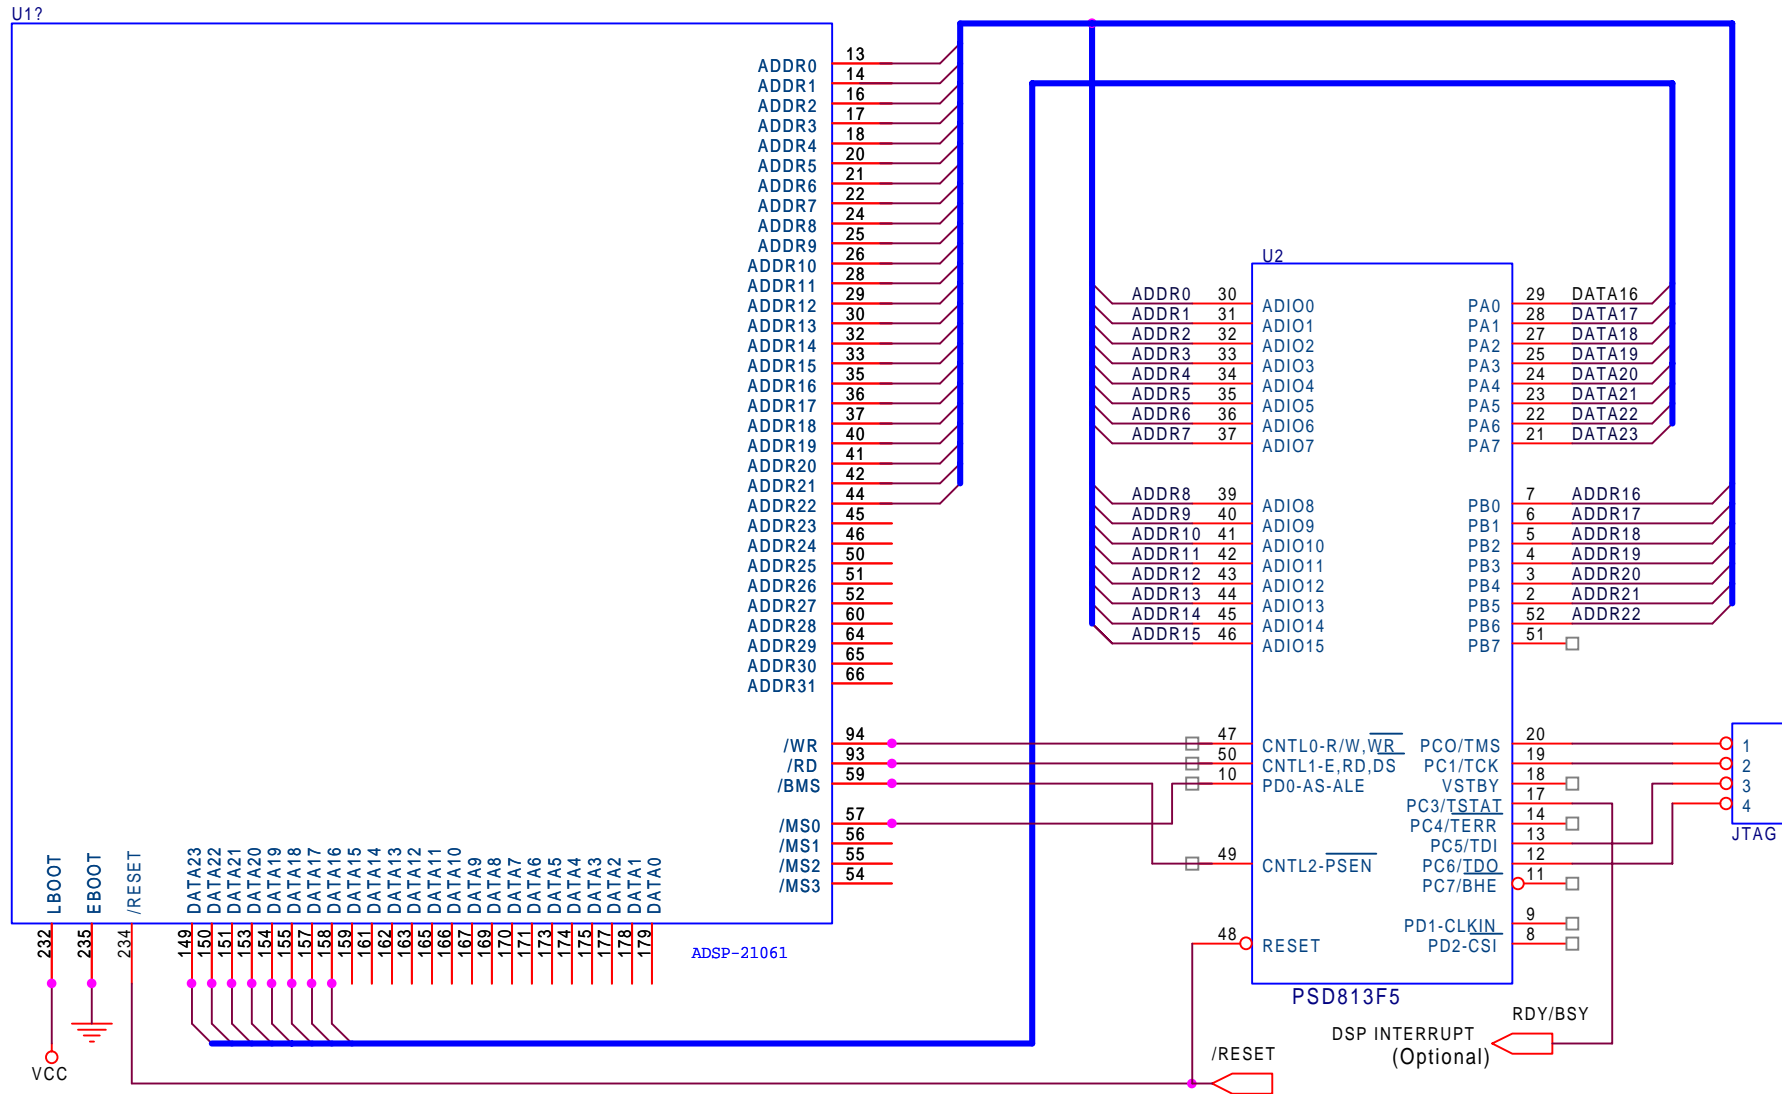 U1?
ADDR0 13
ADDR1 14
ADDR2 16
ADDR3 17
ADDR4 18
ADDR5 20
ADDR6 21
ADDR7 22
ADDR8 24
ADDR9 25
ADDR10 26
ADDR11 28
ADDR12 29
ADDR13 30
ADDR14 32
ADDR15 33
ADDR16 35
ADDR17 36
ADDR18 37
ADDR19 40
ADDR20 41
ADDR21 42
ADDR22 44
ADDR23 45
ADDR24 46
ADDR25 50
ADDR26 51
ADDR27 52
ADDR28 60
ADDR29 64
ADDR30 65
ADDR31 66
/WR 94
/RD 93
/BMS 59
/MS0 57
/MS1 56
/MS2 55
/MS3 54
LBOOT 232
EBOOT 235
/RESET 234
DATA23 149
DATA22 150
DATA21 151
DATA20 153
DATA19 154
DATA18 155
DATA17 157
DATA16 158
DATA15 159
DATA14 161
DATA13 162
DATA12 163
DATA11 165
DATA10 166
DATA9 167
DATA8 169
DATA7 170
DATA6 171
DATA5 173
DATA4 174
DATA3 175
DATA2 177
DATA1 178
DATA0 179
ADSP-21061
VCC
U2
ADDR0 30 ADIO0
ADDR1 31 ADIO1
ADDR2 32 ADIO2
ADDR3 33 ADIO3
ADDR4 34 ADIO4
ADDR5 35 ADIO5
ADDR6 36 ADIO6
ADDR7 37 ADIO7
ADDR8 39 ADIO8
ADDR9 40 ADIO9
ADDR10 41 ADIO10
ADDR11 42 ADIO11
ADDR12 43 ADIO12
ADDR13 44 ADIO13
ADDR14 45 ADIO14
ADDR15 46 ADIO15
47 CNTL0-R/W,WR
50 CNTL1-E,RD,DS
10 PD0-AS-ALE
49 CNTL2-PSEN
48 RESET
PA0 29 DATA16
PA1 28 DATA17
PA2 27 DATA18
PA3 25 DATA19
PA4 24 DATA20
PA5 23 DATA21
PA6 22 DATA22
PA7 21 DATA23
PB0 7 ADDR16
PB1 6 ADDR17
PB2 5 ADDR18
PB3 4 ADDR19
PB4 3 ADDR20
PB5 2 ADDR21
PB6 52 ADDR22
PB7 51
PCO/TMS 20
PC1/TCK 19
VSTBY 18
PC3/TSTAT 17
PC4/TERR 14
PC5/TDI 13
PC6/TDO 12
PC7/BHE 11
PD1-CLKIN 9
PD2-CSI 8
PSD813F5
1
2
3
4
JTAG
RDY/BSY
DSP INTERRUPT
(Optional)
/RESET